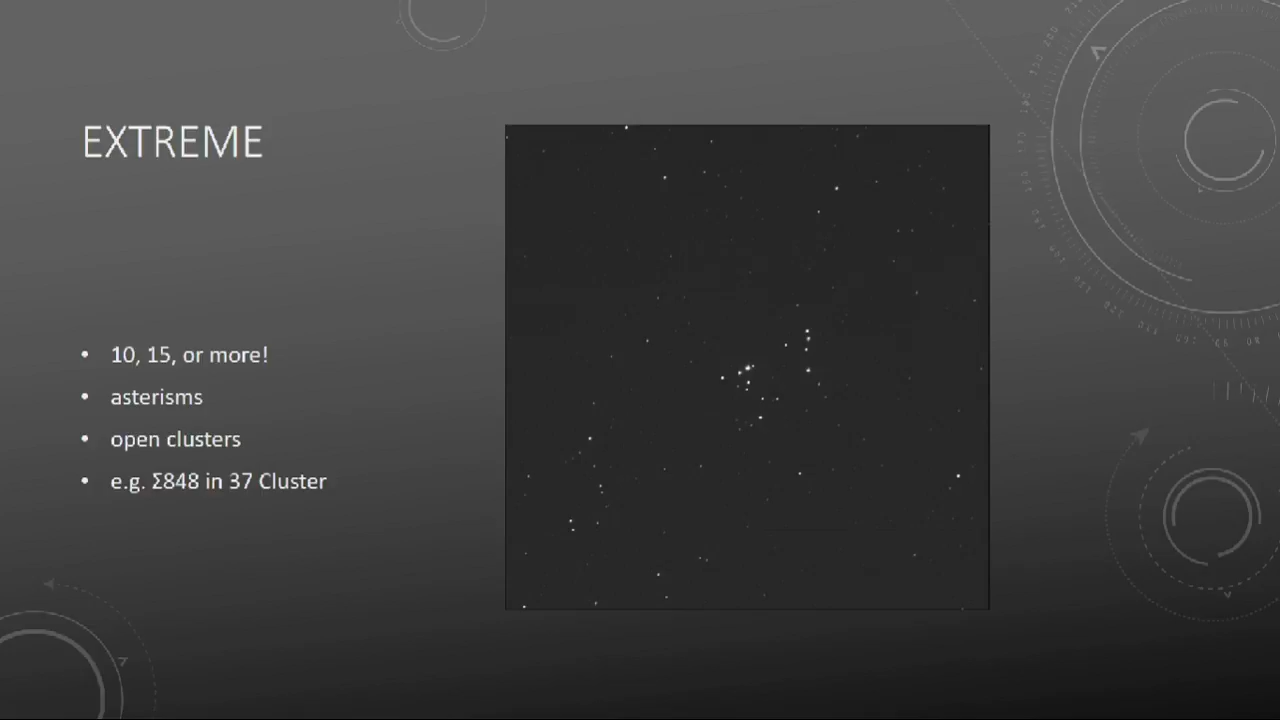 EXTREME
• 10, 15, or more!
• asterisms
• open clusters
• e.g. Σ848 in 37 Cluster